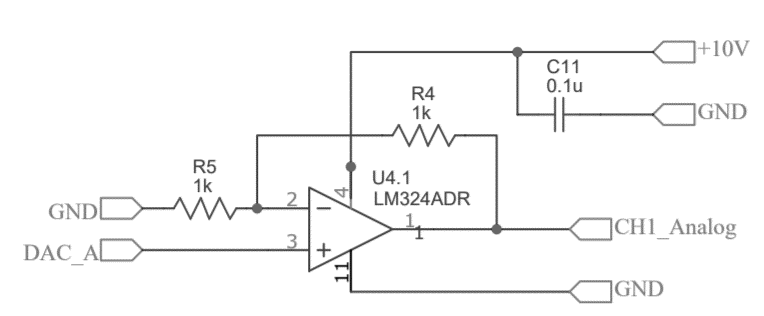 +10V
C11
0.1u
GND
R4
1k
R5
1k
U4.1
LM324ADR
4
GND
2
1
1
CH1_Analog
DAC_A
3
11
GND